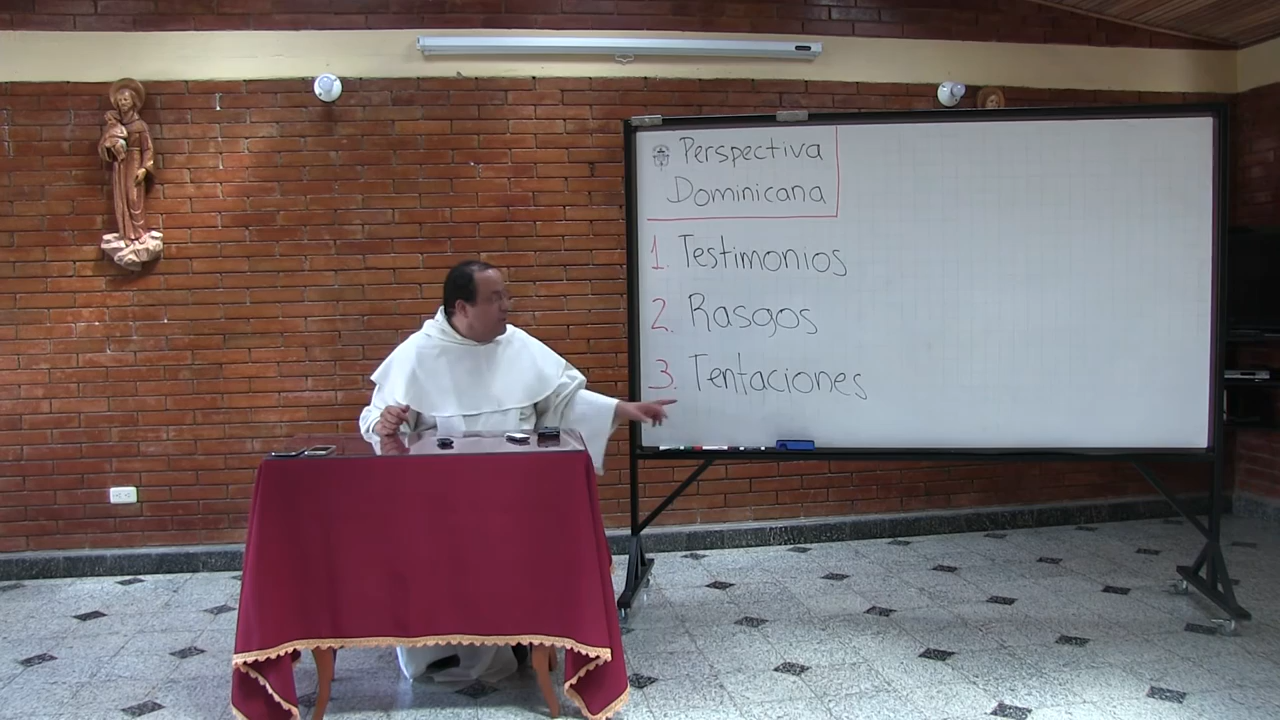 Perspectiva
Dominicana
1. Testimonios
2. Rasgos
3. Tentaciones